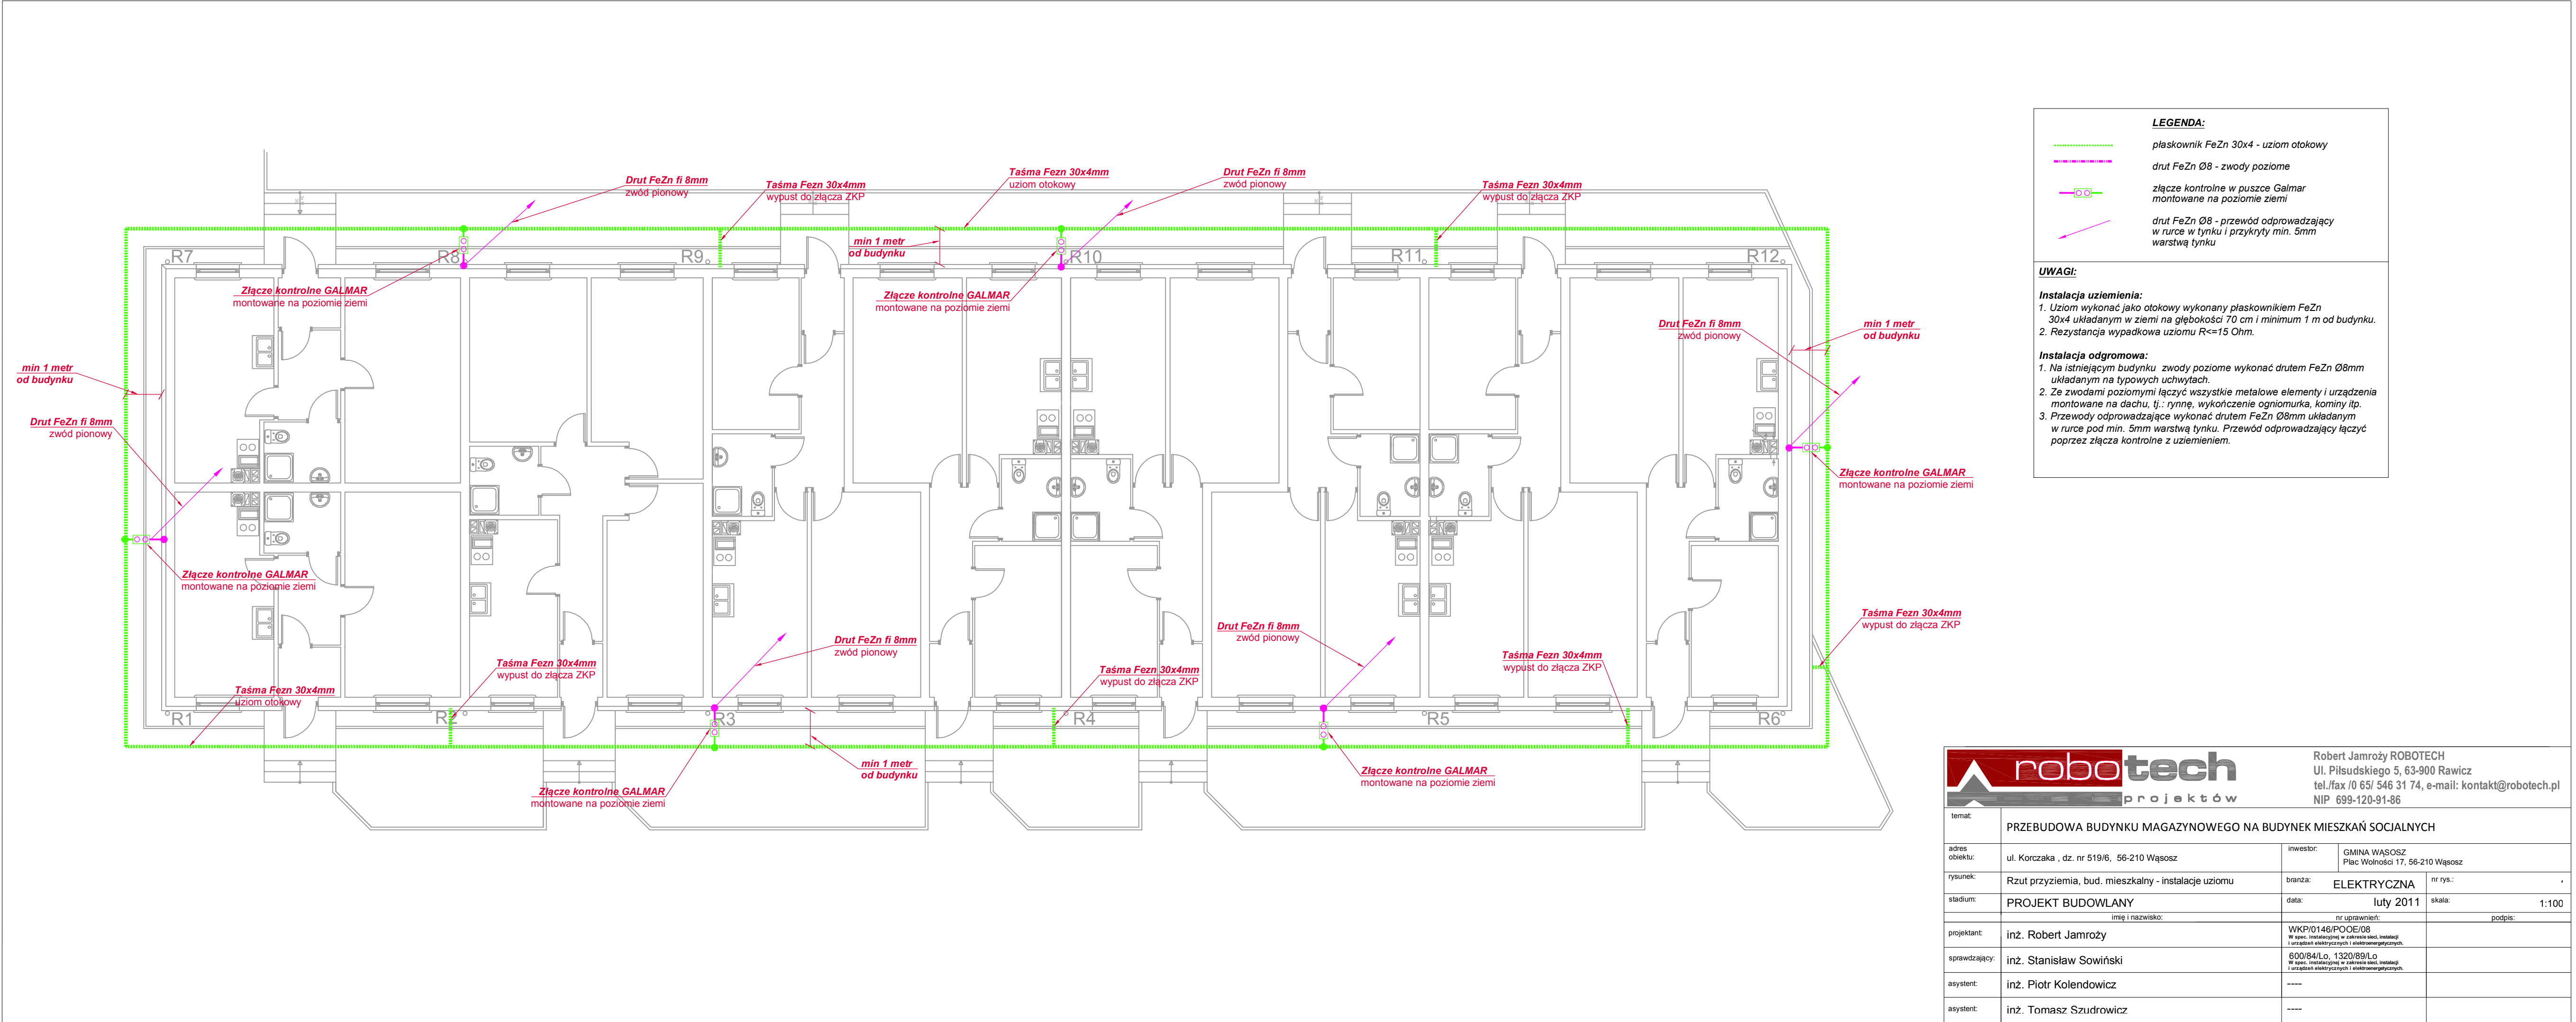 Drut FeZn fi 8mm
zwód pionowy
Taśma Fezn 30x4mm
wypust do złącza ZKP
Taśma Fezn 30x4mm
uziom otokowy
Drut FeZn fi 8mm
zwód pionowy
Taśma Fezn 30x4mm
wypust do złącza ZKP
min 1 metr
od budynku
R7
R8
R9
R10
R11
R12
Złącze kontrolne GALMAR
montowane na poziomie ziemi
Złącze kontrolne GALMAR
montowane na poziomie ziemi
Drut FeZn fi 8mm
zwód pionowy
min 1 metr
od budynku
min 1 metr
od budynku
Drut FeZn fi 8mm
zwód pionowy
Złącze kontrolne GALMAR
montowane na poziomie ziemi
Złącze kontrolne GALMAR
montowane na poziomie ziemi
Drut FeZn fi 8mm
zwód pionowy
Drut FeZn fi 8mm
zwód pionowy
Taśma Fezn 30x4mm
wypust do złącza ZKP
Taśma Fezn 30x4mm
wypust do złącza ZKP
Taśma Fezn 30x4mm
wypust do złącza ZKP
Taśma Fezn 30x4mm
wypust do złącza ZKP
Taśma Fezn 30x4mm
uziom otokowy
R1
R2
R3
R4
R5
R6
min 1 metr
od budynku
Złącze kontrolne GALMAR
montowane na poziomie ziemi
Złącze kontrolne GALMAR
montowane na poziomie ziemi
LEGENDA:
płaskownik FeZn 30x4 - uziom otokowy
drut FeZn Ø8 - zwody poziome
złącze kontrolne w puszce Galmar
montowane na poziomie ziemi
drut FeZn Ø8 - przewód odprowadzający
w rurce w tynku i przykryty min. 5mm
warstwą tynku
UWAGI:
Instalacja uziemienia:
1. Uziom wykonać jako otokowy wykonany płaskownikiem FeZn
30x4 układanym w ziemi na głębokości 70 cm i minimum 1 m od budynku.
2. Rezystancja wypadkowa uziomu R<=15 Ohm.
Instalacja odgromowa:
1. Na istniejącym budynku zwody poziome wykonać drutem FeZn Ø8mm
układanym na typowych uchwytach.
2. Ze zwodami poziomymi łączyć wszystkie metalowe elementy i urządzenia
montowane na dachu, tj.: rynnę, wykończenie ogniomurka, kominy itp.
3. Przewody odprowadzające wykonać drutem FeZn Ø8mm układanym
w rurce pod min. 5mm warstwą tynku. Przewód odprowadzający łączyć
poprzez złącza kontrolne z uziemieniem.
robotech
projektów
Robert Jamroży ROBOTECH
Ul. Piłsudskiego 5, 63-900 Rawicz
tel./fax /0 65/ 546 31 74, e-mail: kontakt@robotech.pl
NIP 699-120-91-86
temat: PRZEBUDOWA BUDYNKU MAGAZYNOWEGO NA BUDYNEK MIESZKAŃ SOCJALNYCH
adres
obiektu: ul. Korczaka , dz. nr 519/6, 56-210 Wąsosz
inwestor: GMINA WĄSOSZ
Plac Wolności 17, 56-210 Wąsosz
rysunek: Rzut przyziemia, bud. mieszkalny - instalacje uziomu
branża: ELEKTRYCZNA nr rys.:
stadium: PROJEKT BUDOWLANY data: luty 2011 skala: 1:100
imię i nazwisko: nr uprawnień: podpis:
projektant: inż. Robert Jamroży WKP/0146/POOE/08
W spec. instalacyjnej w zakresie sieci, instalacji
i urządzeń elektrycznych i elektroenergetycznych.
sprawdzający: inż. Stanisław Sowiński 600/84/Lo, 1320/89/Lo
W spec. instalacyjnej w zakresie sieci, instalacji
i urządzeń elektrycznych i elektroenergetycznych.
asystent: inż. Piotr Kolendowicz ----
asystent: inż. Tomasz Szudrowicz ----